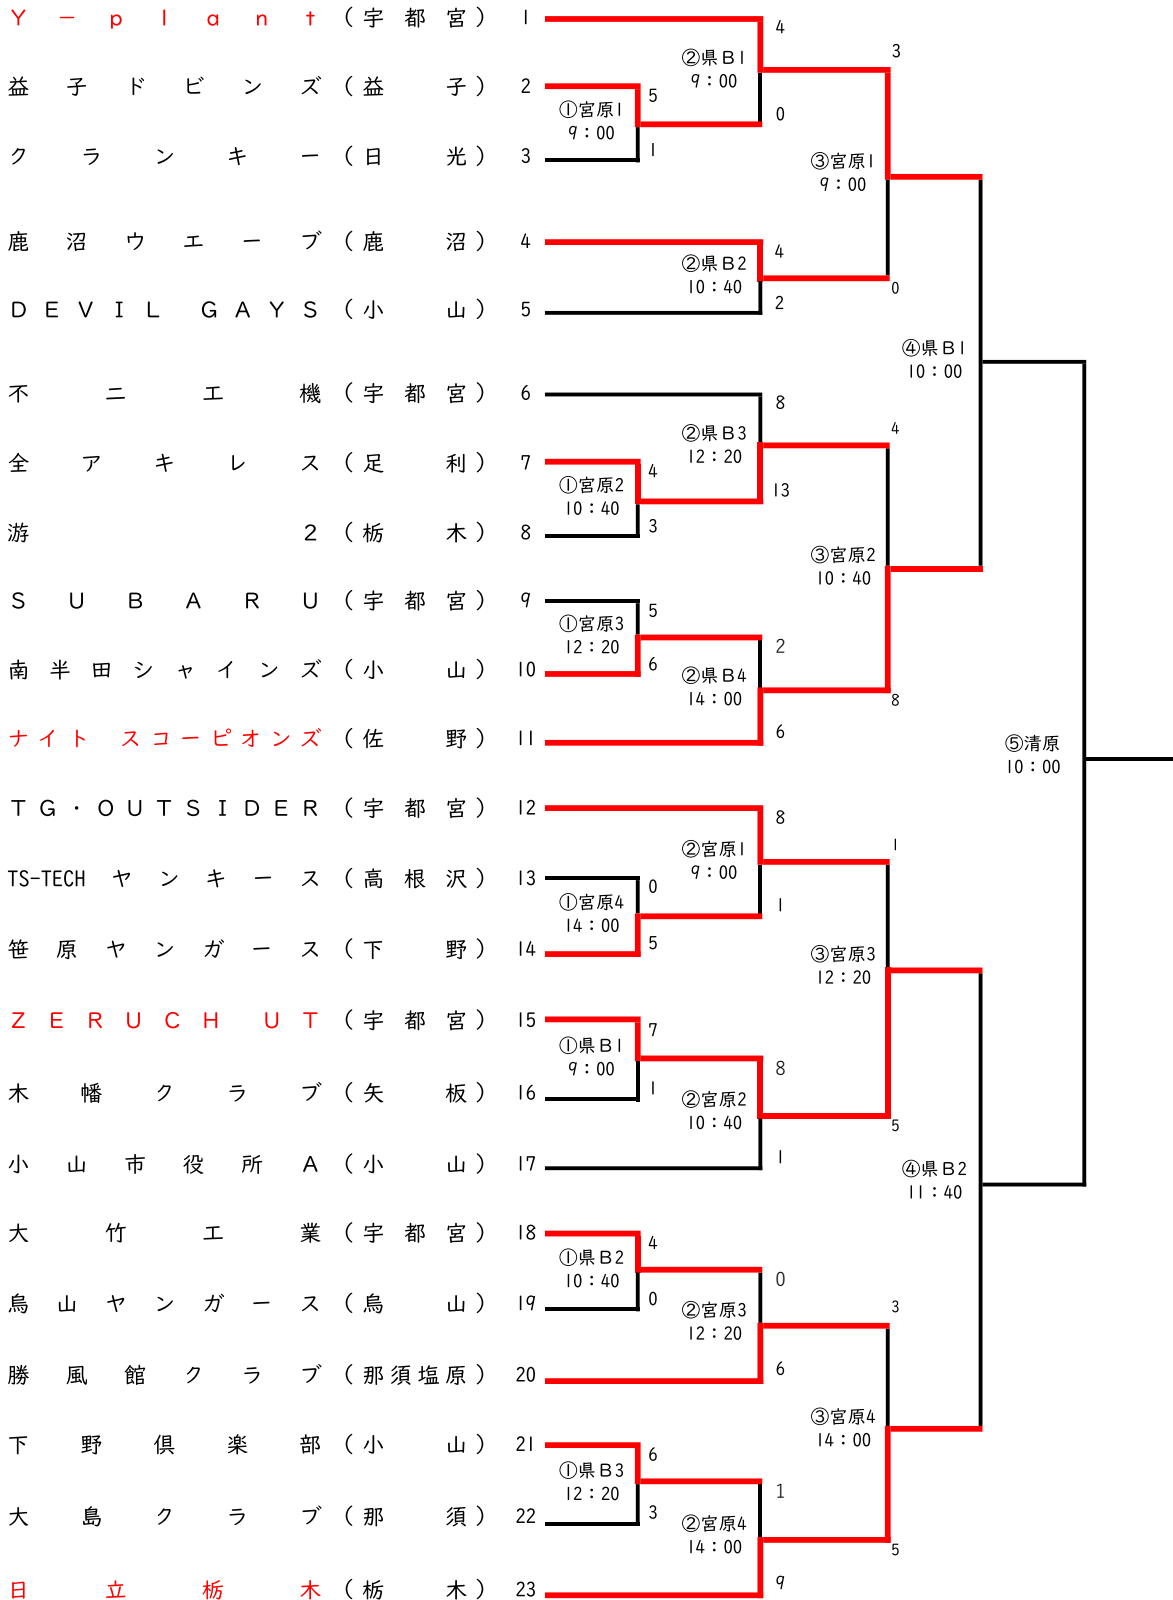 Y－plant（宇都宮） 1
益子ドビンズ（益子） 2
クランキー（日光） 3
鹿沼ウエーブ（鹿沼） 4
DEVIL GAYS（小山） 5
不二工機（宇都宮） 6
全アキレス（足利） 7
游2（栃木） 8
SUBARU（宇都宮） 9
南半田シャインズ（小山） 10
ナイト スコーピオンズ（佐野） 11
TG・OUTSIDER（宇都宮） 12
TS-TECH ヤンキース（高根沢） 13
笹原ヤンガース（下野） 14
ZERUCH UT（宇都宮） 15
木幡クラブ（矢板） 16
小山市役所A（小山） 17
大竹工業（宇都宮） 18
烏山ヤンガース（烏山） 19
勝風館クラブ（那須塩原） 20
下野倶楽部（小山） 21
大島クラブ（那須） 22
日立栃木（栃木） 23
①宮原1
9：00
5
1
①宮原2
10：40
4
3
①宮原3
12：20
5
6
①宮原4
14：00
0
5
①県B1
9：00
7
1
①県B2
10：40
4
0
①県B3
12：20
6
3
②県B1
9：00
4
0
②県B2
10：40
4
2
②県B3
12：20
8
13
②県B4
14：00
2
6
②宮原1
9：00
8
1
②宮原2
10：40
8
1
②宮原3
12：20
0
6
②宮原4
14：00
1
9
③宮原1
9：00
3
0
③宮原2
10：40
4
8
③宮原3
12：20
1
5
③宮原4
14：00
3
5
④県B1
10：00
④県B2
11：40
⑤清原
10：00